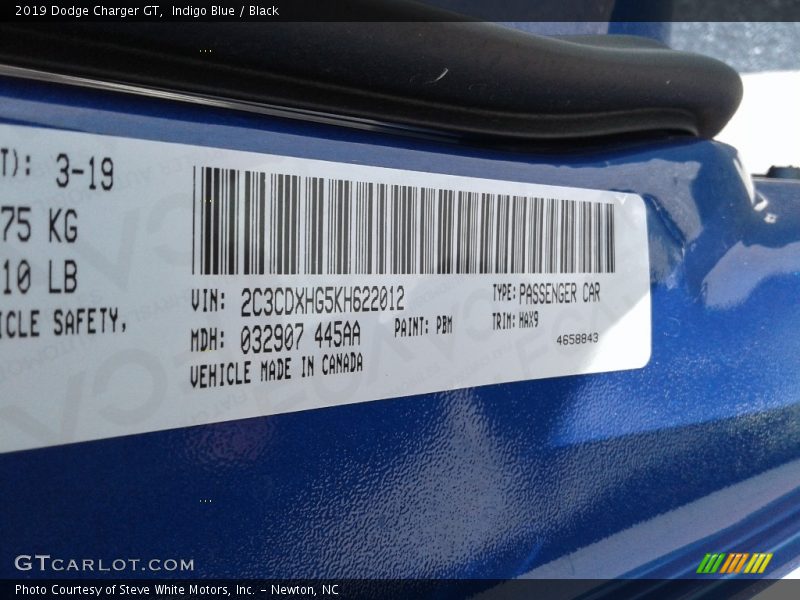 2019 Dodge Charger GT, Indigo Blue / Black
T): 3-19
75 KG
10 LB
ICLE SAFETY,
VIN: 2C3CDXHG5KH622012
TYPE: PASSENGER CAR
MDH: 032907 445AA
PAINT: PBM
TRIM: HAX9
VEHICLE MADE IN CANADA
4658843
GTCARLOT.COM
Photo Courtesy of Steve White Motors, Inc. – Newton, NC